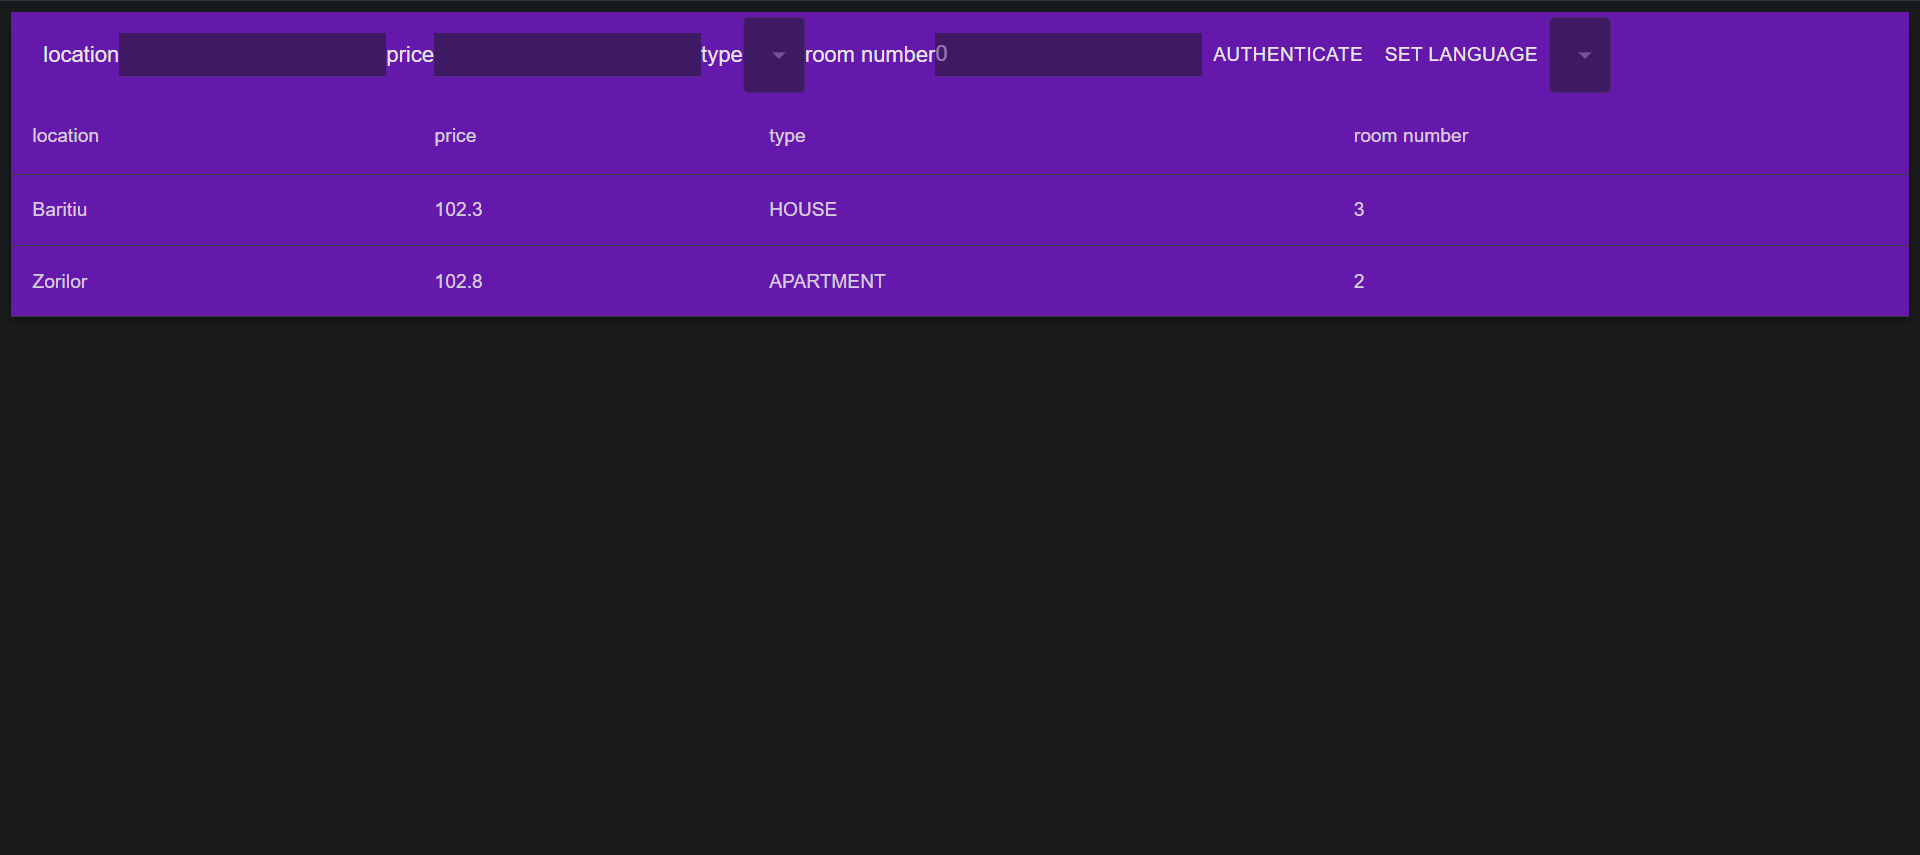 location price type room number 0 AUTHENTICATE SET LANGUAGE
location price type room number
Baritiu 102.3 HOUSE 3
Zorilor 102.8 APARTMENT 2